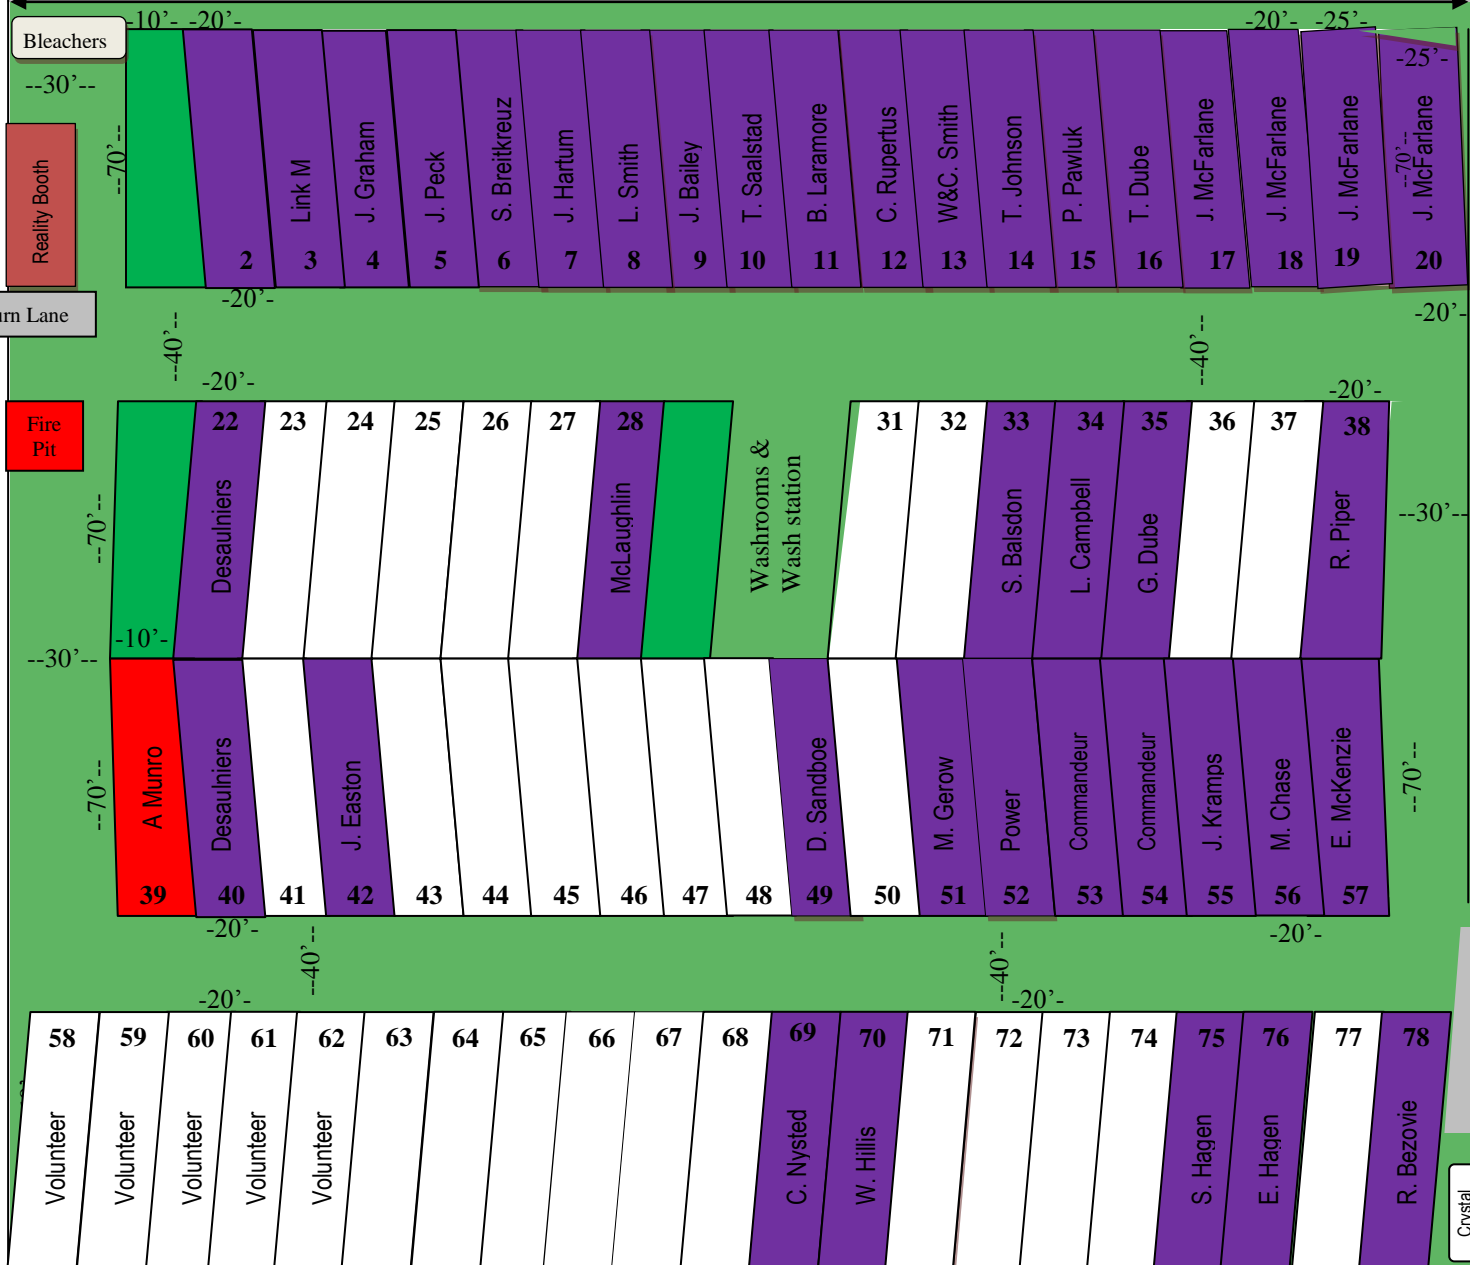 -10'- -20'-
-20'- -25'-
Bleachers
-25'-
--30'--
--70'--
Reality Booth
Link M
J. Graham
J. Peck
S. Breitkreuz
J. Hartum
L. Smith
J. Bailey
T. Saalstad
B. Laramore
C. Rupertus
W&C. Smith
T. Johnson
P. Pawluk
T. Dube
J. McFarlane
J. McFarlane
J. McFarlane
--70'--
J. McFarlane
2 3 4 5 6 7 8 9 10 11 12 13 14 15 16 17 18 19 20
-20'-
urn Lane
-20'-
--40'--
--40'--
-20'-
-20'-
Fire
Pit
22 23 24 25 26 27 28
31 32 33 34 35 36 37 38
--70'--
Desaulniers
McLaughlin
Washrooms &
Wash station
S. Balsdon
L. Campbell
G. Dube
R. Piper
--30'--
-10'-
--30'--
--70'--
A Munro
Desaulniers
J. Easton
D. Sandboe
M. Gerow
Power
Commandeur
Commandeur
J. Kramps
M. Chase
E. McKenzie
--70'--
39 40 41 42 43 44 45 46 47 48 49 50 51 52 53 54 55 56 57
-20'-
-20'-
--40'--
--40'--
-20'-
-20'-
58 59 60 61 62 63 64 65 66 67 68 69 70 71 72 73 74 75 76 77 78
Volunteer
Volunteer
Volunteer
Volunteer
Volunteer
C. Nysted
W. Hillis
S. Hagen
E. Hagen
R. Bezovie
Crystal